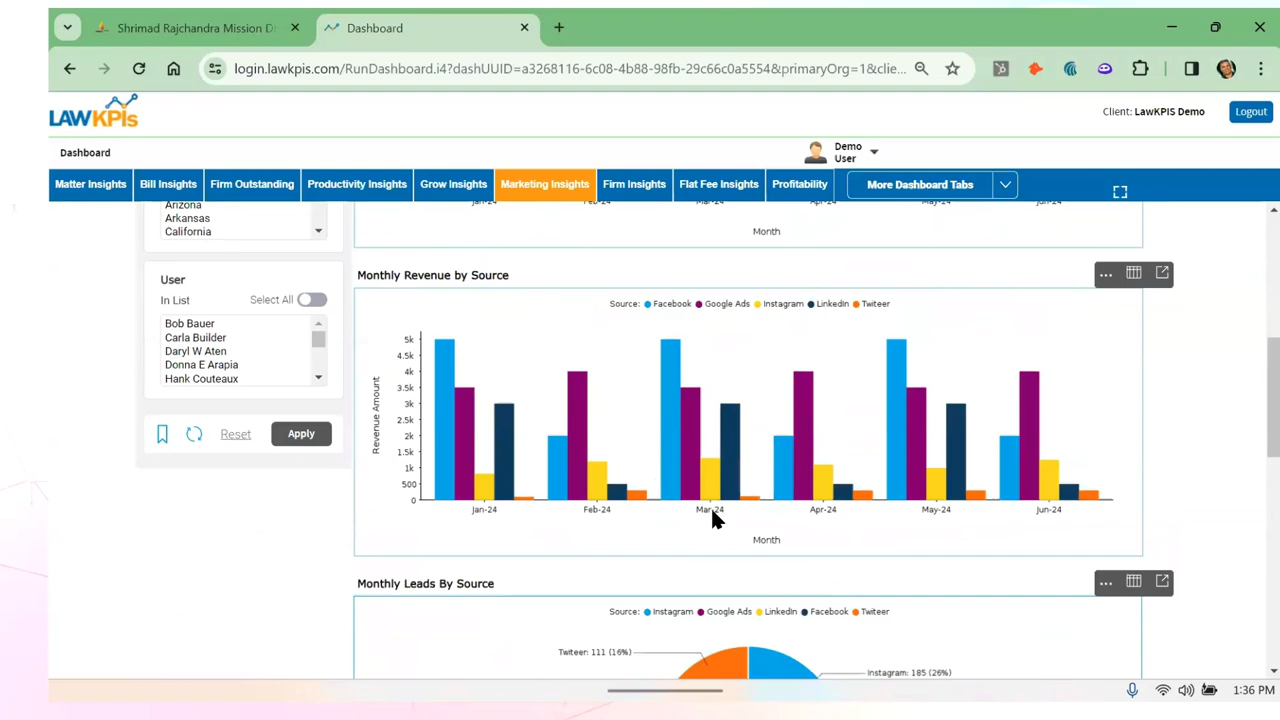 Shrimad Rajchandra Mission D
Dashboard
login.lawkpis.com/RunDashboard.i4?dashUUID=a3268116-6c08-4b88-98fb-29c66c0a5554&primaryOrg=1&clie...
LAWKPIs
Client: LawKPIS Demo
Logout
Dashboard
Demo
User
Matter Insights
Bill Insights
Firm Outstanding
Productivity Insights
Grow Insights
Marketing Insights
Firm Insights
Flat Fee Insights
Profitability
More Dashboard Tabs
Arizona
Arkansas
California
Month
User
In List
Select All
Bob Bauer
Carla Builder
Daryl W Aten
Donna E Arapia
Hank Couteaux
Reset
Apply
Monthly Revenue by Source
Source: Facebook Google Ads Instagram LinkedIn Twiteer
Revenue Amount
5k
4.5k
3.5k
3k
2.5k
2k
1.5k
1k
500
0
Jan-24 Feb-24 Mar-24 Apr-24 May-24 Jun-24
Month
Monthly Leads By Source
Source: Instagram Google Ads LinkedIn Facebook Twiteer
Twiteer: 111 (16%)
Instagram: 185 (26%)
1:36 PM